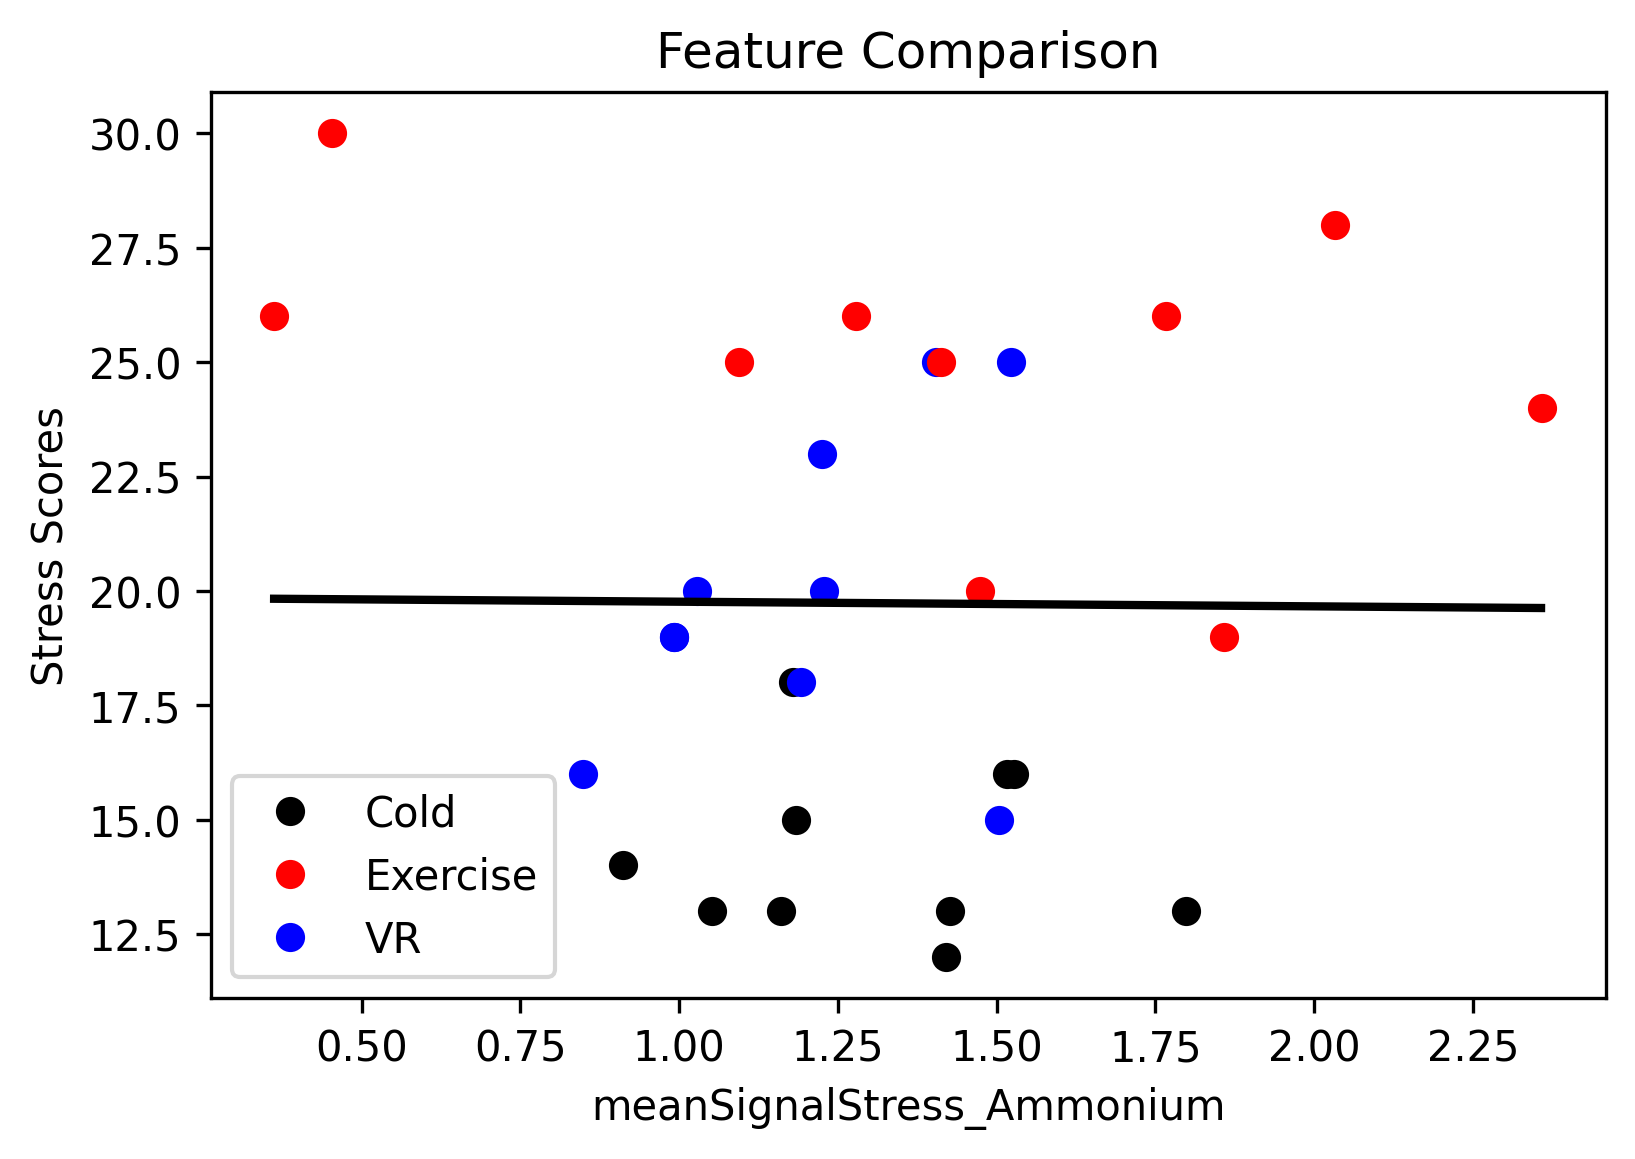 Feature Comparison
30.0
27.5
25.0
22.5
20.0
17.5
15.0
12.5
Stress Scores
Cold
Exercise
VR
0.50 0.75 1.00 1.25 1.50 1.75 2.00 2.25
meanSignalStress_Ammonium